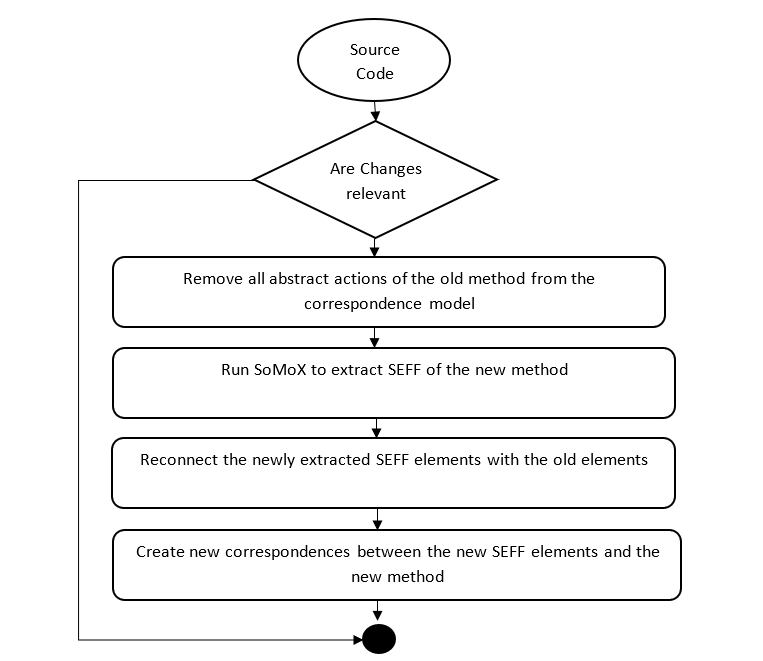 Source
Code
Are Changes
relevant
Remove all abstract actions of the old method from the
correspondence model
Run SoMoX to extract SEFF of the new method
Reconnect the newly extracted SEFF elements with the old elements
Create new correspondences between the new SEFF elements and the
new method